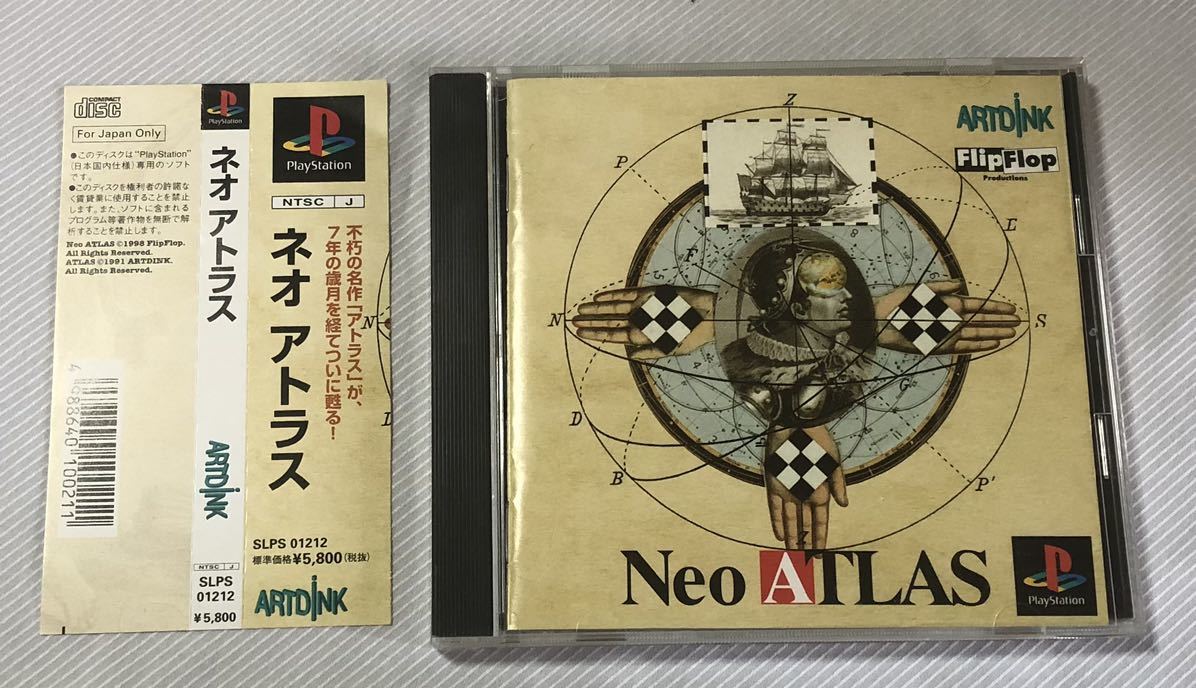 COMPACT
disc
For Japan Only
●このディスクは"PlayStation"
(日本国内仕様)専用のソフト
です。
●このディスクを権利者の許諾な
く賃貸業に使用することを禁止
します。また、ソフトに含まれる
プログラム等著作物を無断で解
析することを禁止します。
Neo ATLAS ©1998 FlipFlop.
All Rights Reserved.
ATLAS ©1991 ARTDINK.
All Rights Reserved.
4 988640 100211
PlayStation
ネオ アトラス
ARTDINK
NTSC J
SLPS
01212
¥5,800
PlayStation
NTSC J
不朽の名作「アトラス」が、
7年の歳月を経てついに甦る!
ネオ アトラス
SLPS 01212
標準価格¥5,800(税抜)
ARTDINK
N
D
ARTDINK
FlipFlop
Productions
Z
P
E
F
N
S
A
G
D
B
P'
Z
Neo ATLAS
PlayStation